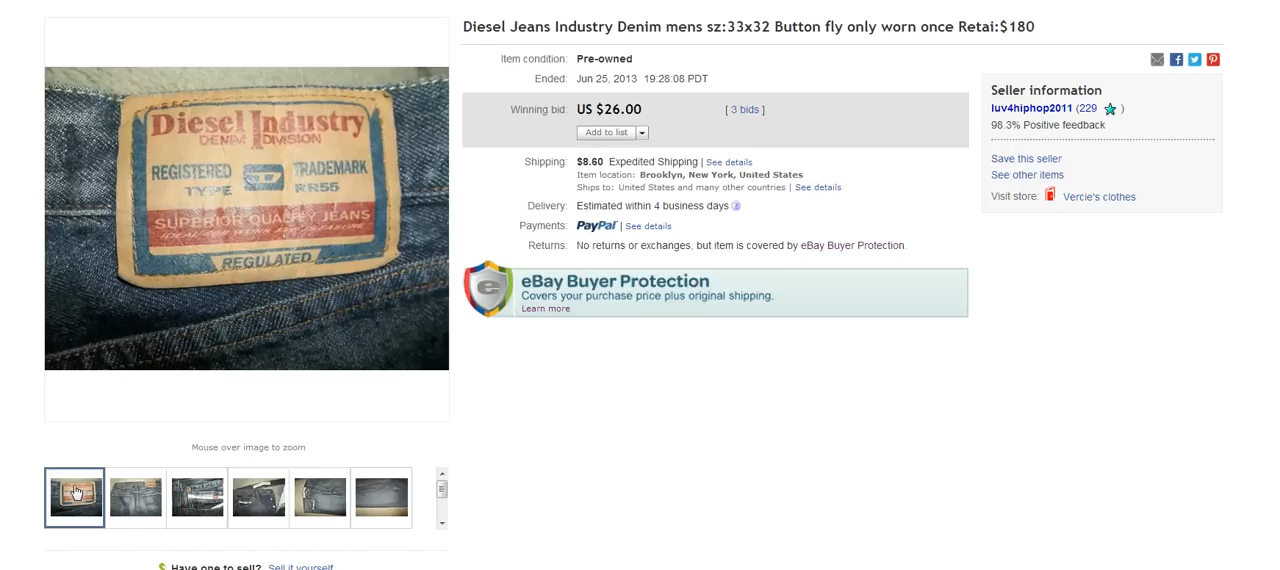 Diesel Jeans Industry Denim mens sz:33x32 Button fly only worn once Retai:$180
Item condition: Pre-owned
Ended: Jun 25, 2013 19:28:08 PDT
Winning bid: US $26.00 [ 3 bids ]
Add to list
Shipping: $8.60 Expedited Shipping | See details
Item location: Brooklyn, New York, United States
Ships to: United States and many other countries | See details
Delivery: Estimated within 4 business days
Payments: PayPal | See details
Returns: No returns or exchanges, but item is covered by eBay Buyer Protection.
eBay Buyer Protection
Covers your purchase price plus original shipping.
Learn more
Seller information
luv4hiphop2011 (229 )
98.3% Positive feedback
Save this seller
See other items
Visit store: Vercie's clothes
Diesel Industry
DENIM DIVISION
REGISTERED TRADEMARK
TYPE RR55
SUPERIOR QUALITY JEANS
REGULATED
Mouse over image to zoom
$ Have one to sell? Sell it yourself